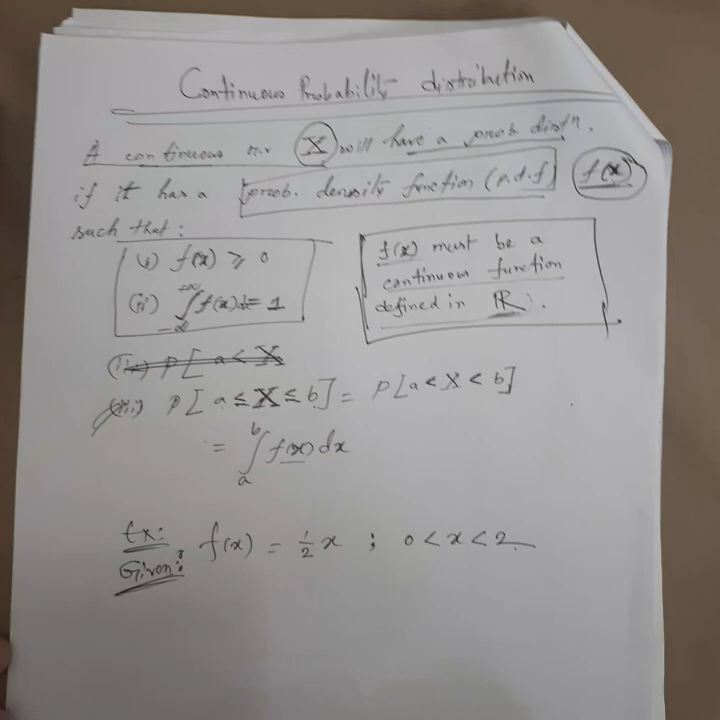 Continuous Probability distribution
A continuous r.v X will have a prob distn.
if it has a prob. density function (p.d.f) f(x)
such that:
(i) f(x) ⩾ 0
(ii) ∫_{-∞}^{+∞} f(x)dx = 1
f(x) must be a
continuous function
defined in ℝ.
(iii) P[ a < X
(iii) P[ a ≤ X ≤ b ] = P[ a < X < b ]
= ∫_a^b f(x) dx
Ex:
Given: f(x) = 1/2 x ; 0 < x < 2